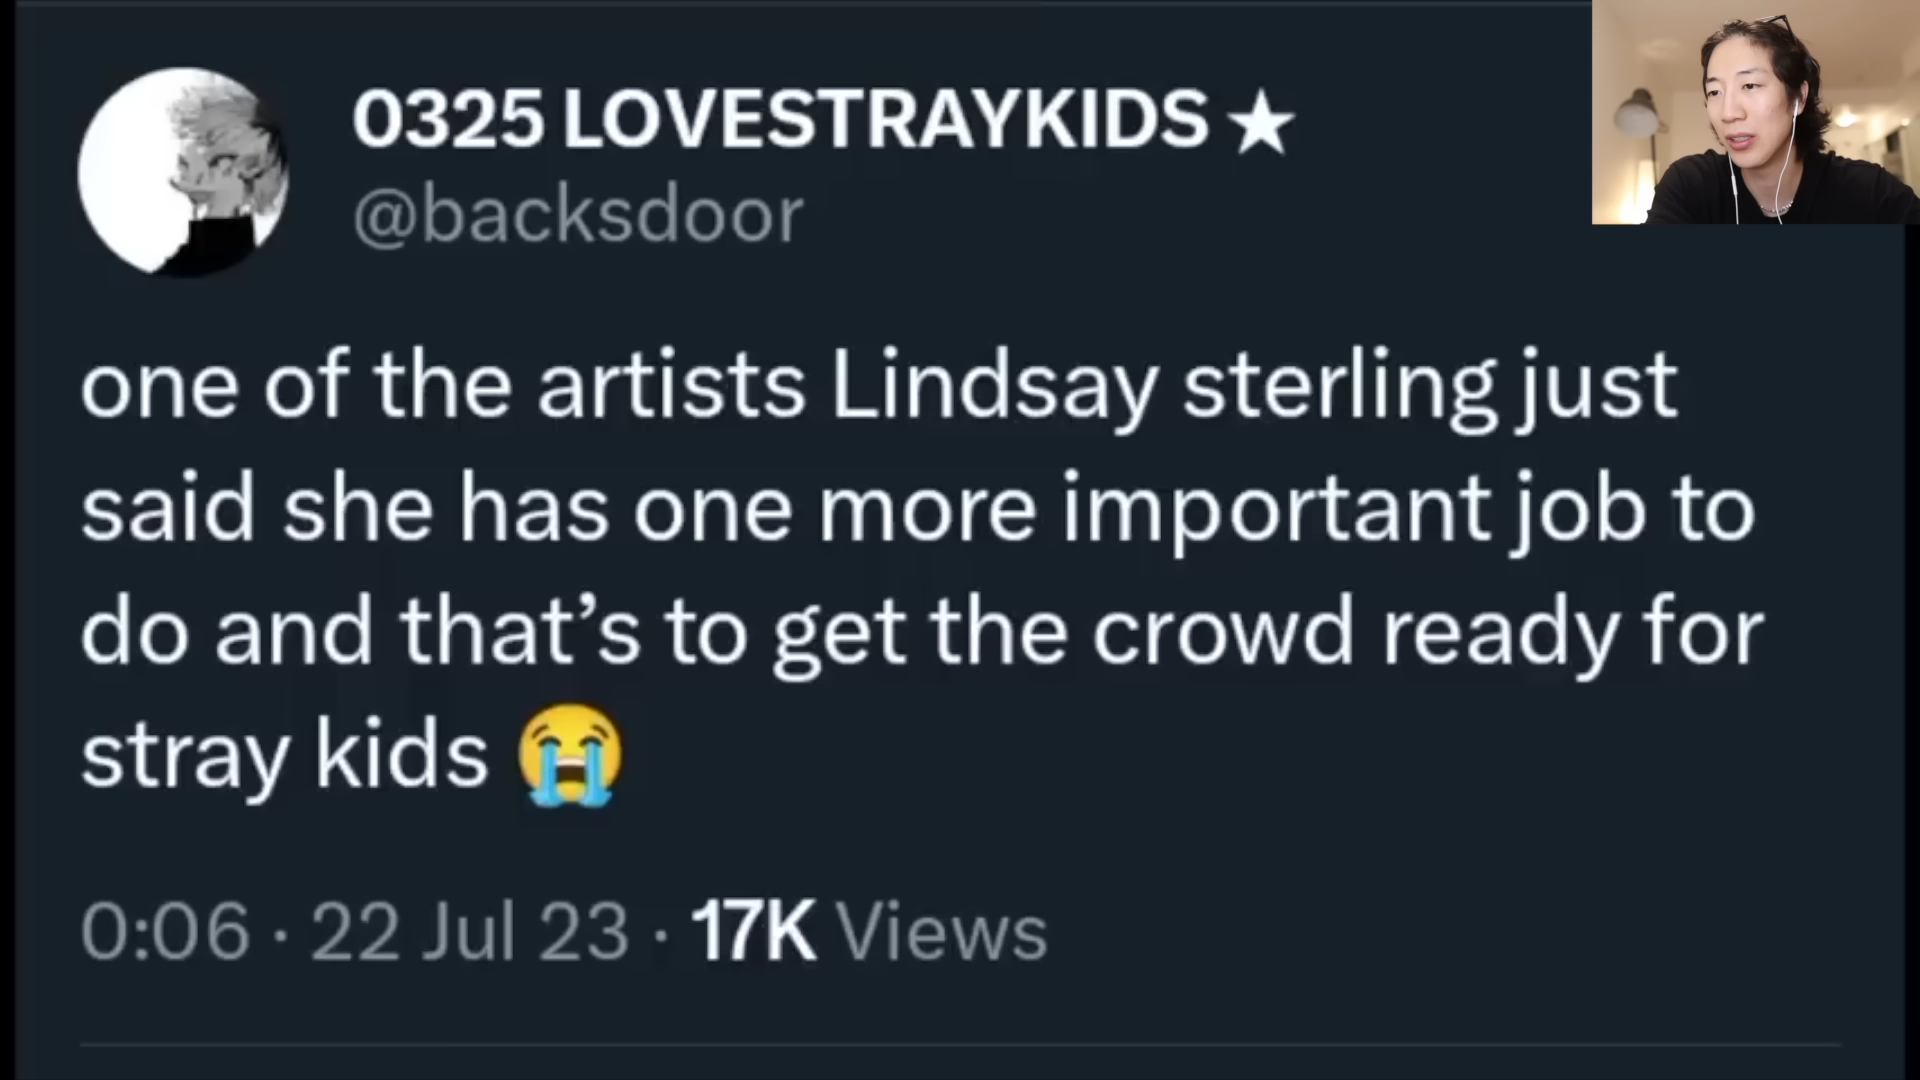 0325 LOVESTRAYKIDS ★
@backsdoor
one of the artists Lindsay sterling just
said she has one more important job to
do and that’s to get the crowd ready for
stray kids 😭
0:06 · 22 Jul 23 · 17K Views